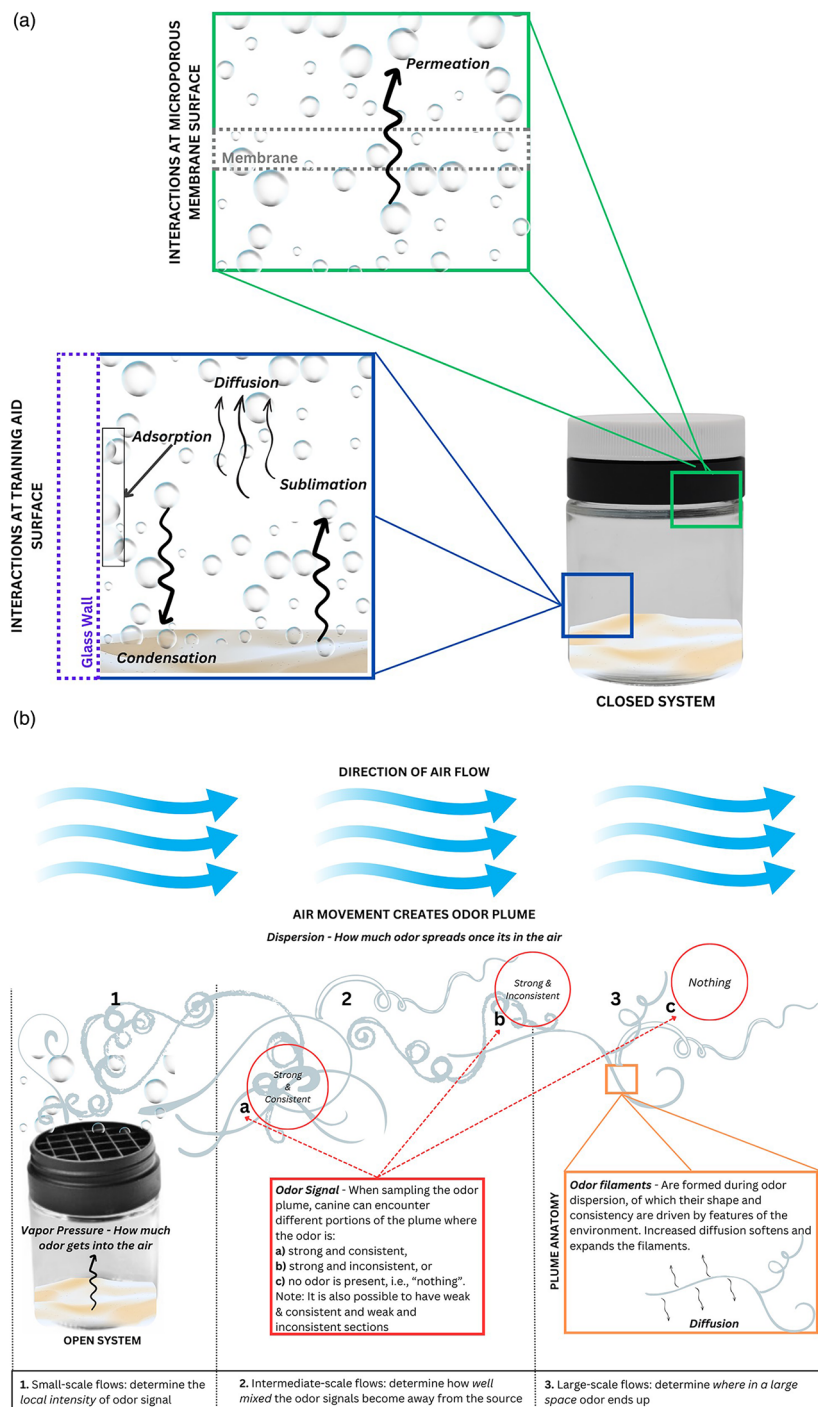 (a)
INTERACTIONS AT MICROPOROUS
MEMBRANE SURFACE
Permeation
Membrane
INTERACTIONS AT TRAINING AID
SURFACE
Glass Wall
Diffusion
Adsorption
Sublimation
Condensation
CLOSED SYSTEM
(b)
DIRECTION OF AIR FLOW
AIR MOVEMENT CREATES ODOR PLUME
Dispersion - How much odor spreads once its in the air
1
2
3
Strong &
Inconsistent
b
Nothing
c
Strong
&
Consistent
a
Vapor Pressure - How much
odor gets into the air
OPEN SYSTEM
Odor Signal - When sampling the odor
plume, canine can encounter
different portions of the plume where
the odor is:
a) strong and consistent,
b) strong and inconsistent, or
c) no odor is present, i.e., “nothing”.
Note: It is also possible to have weak
& consistent and weak and
inconsistent sections
PLUME ANATOMY
Odor filaments - Are formed during odor
dispersion, of which their shape and
consistency are driven by features of the
environment. Increased diffusion softens and
expands the filaments.
Diffusion
1. Small-scale flows: determine the
local intensity of odor signal
2. Intermediate-scale flows: determine how well
mixed the odor signals become away from the source
3. Large-scale flows: determine where in a large
space odor ends up